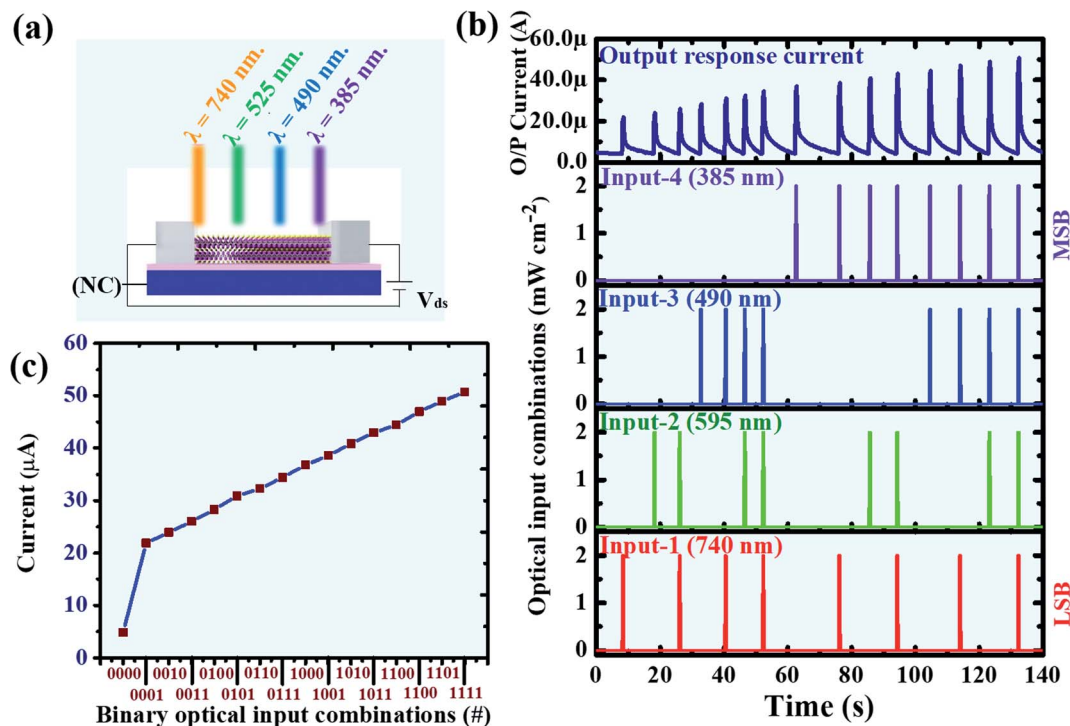 (a)
λ = 740 nm.
λ = 525 nm.
λ = 490 nm.
λ = 385 nm.
(NC)
Vds
(b)
O/P Current (A)
60.0μ
40.0μ
20.0μ
0.0
Output response current
Optical input combinations (mW cm⁻²)
2
1
0
Input-4 (385 nm)
MSB
2
1
0
Input-3 (490 nm)
2
1
0
Input-2 (595 nm)
2
1
0
Input-1 (740 nm)
LSB
0 20 40 60 80 100 120 140
Time (s)
(c)
Current (μA)
60
50
40
30
20
10
0
0000 0010 0100 0110 1000 1010 1100 1101
0001 0011 0101 0111 1001 1011 1100 1111
Binary optical input combinations (#)